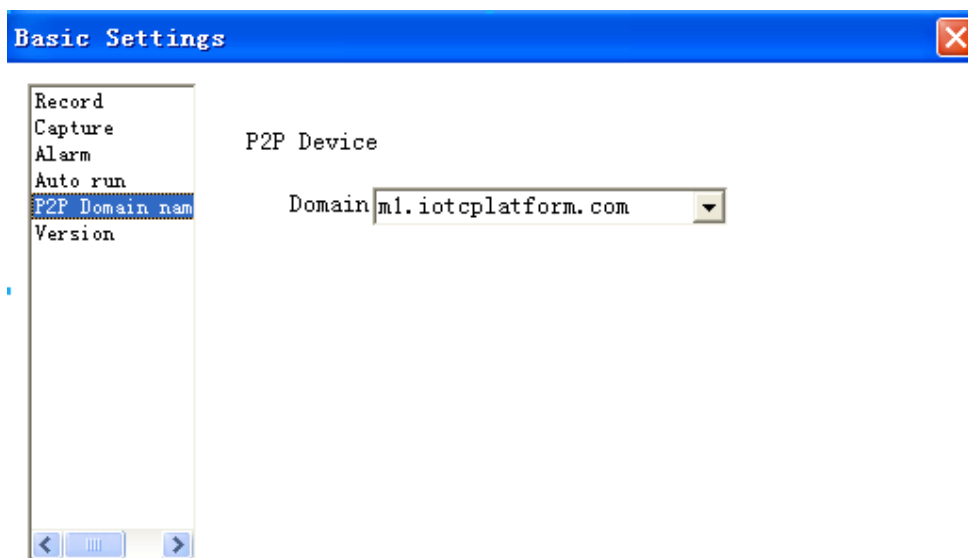 Basic Settings
Record
Capture
Alarm
Auto run
P2P Domain nam
Version
P2P Device
Domain m1.iotcplatform.com